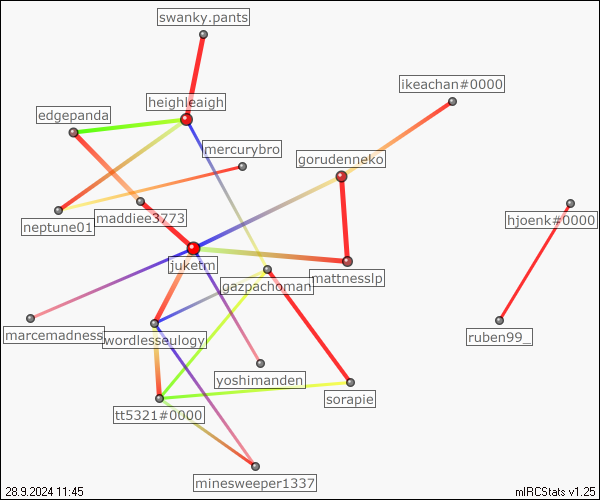 swanky.pants
ikeachan#0000
heighleaigh
edgepanda
mercurybro
gorudenneko
hjoenk#0000
maddiee3773
neptune01
juketm
mattnesslp
gazpachoman
marcemadness
wordlesseulogy
ruben99_
yoshimanden
sorapie
tt5321#0000
minesweeper1337
28.9.2024 11:45
mIRCStats v1.25